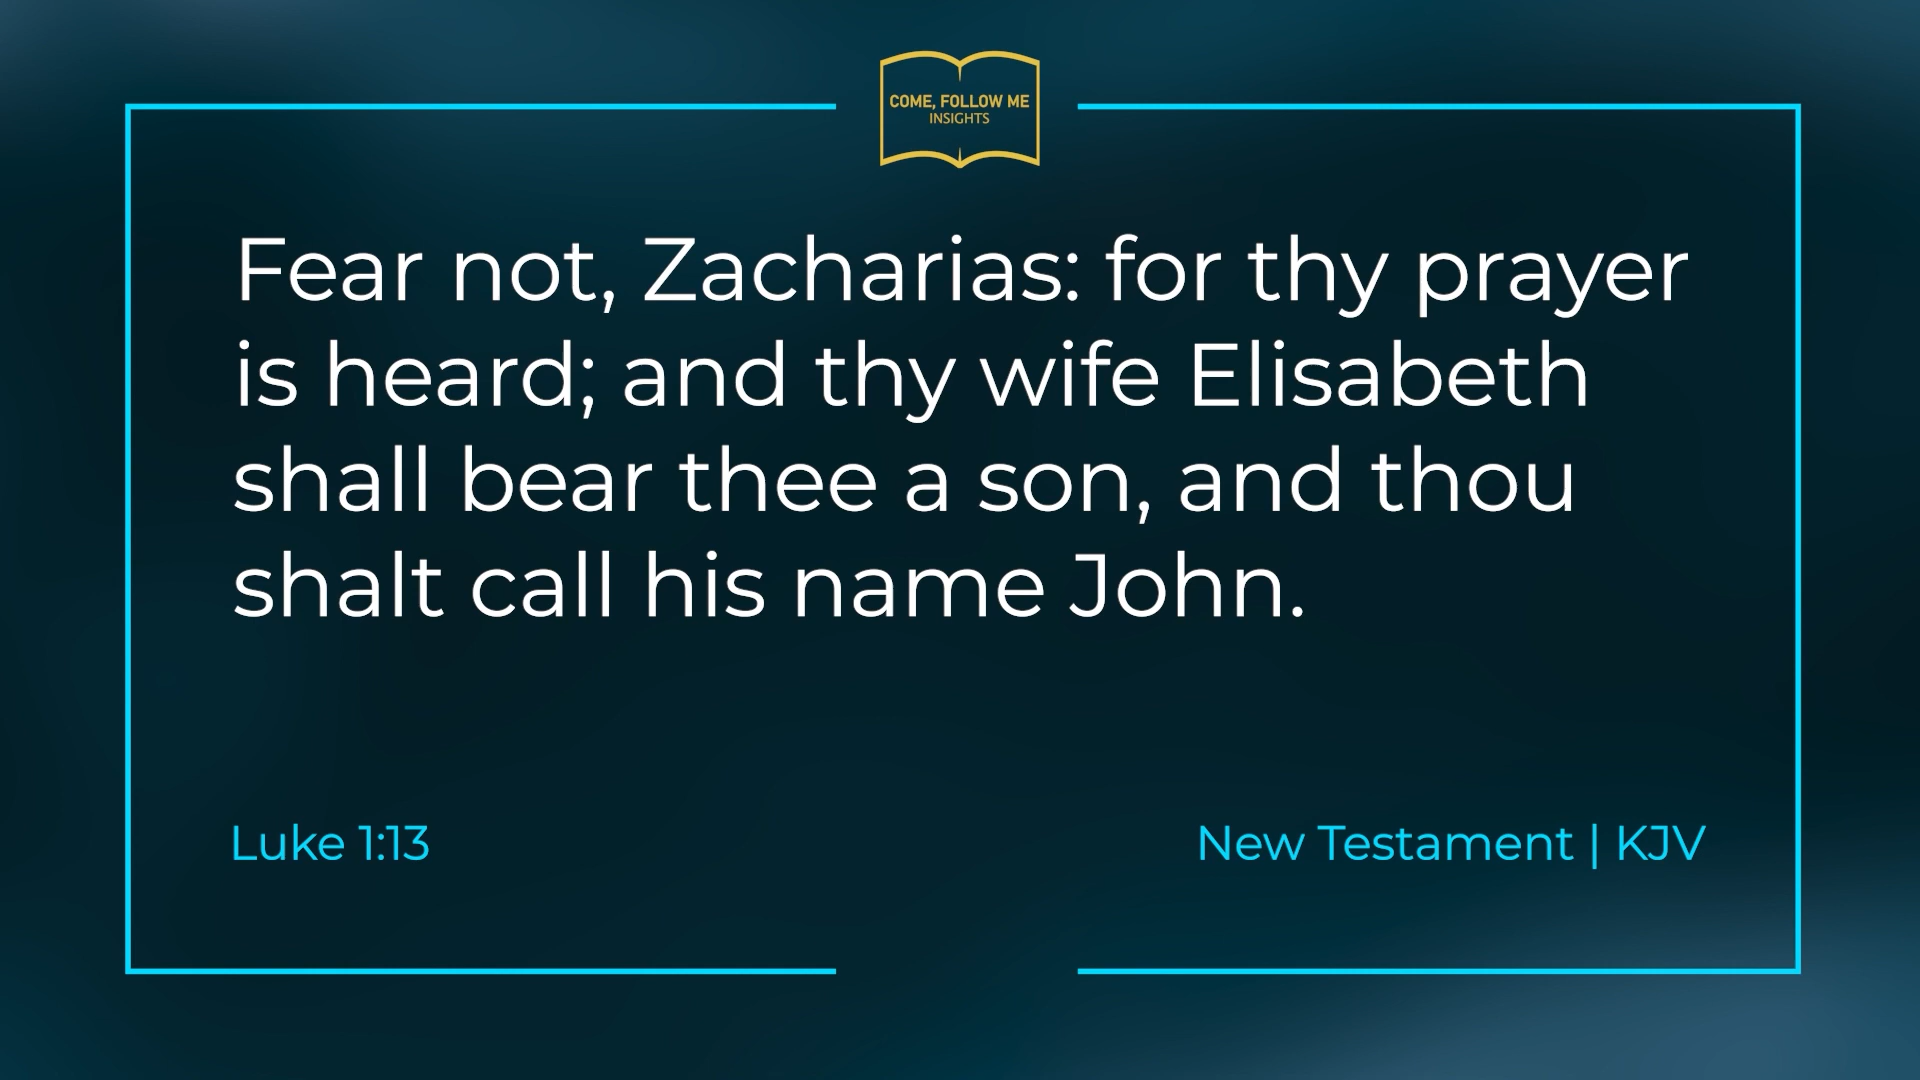 COME, FOLLOW ME
INSIGHTS
Fear not, Zacharias: for thy prayer
is heard; and thy wife Elisabeth
shall bear thee a son, and thou
shalt call his name John.
Luke 1:13
New Testament | KJV